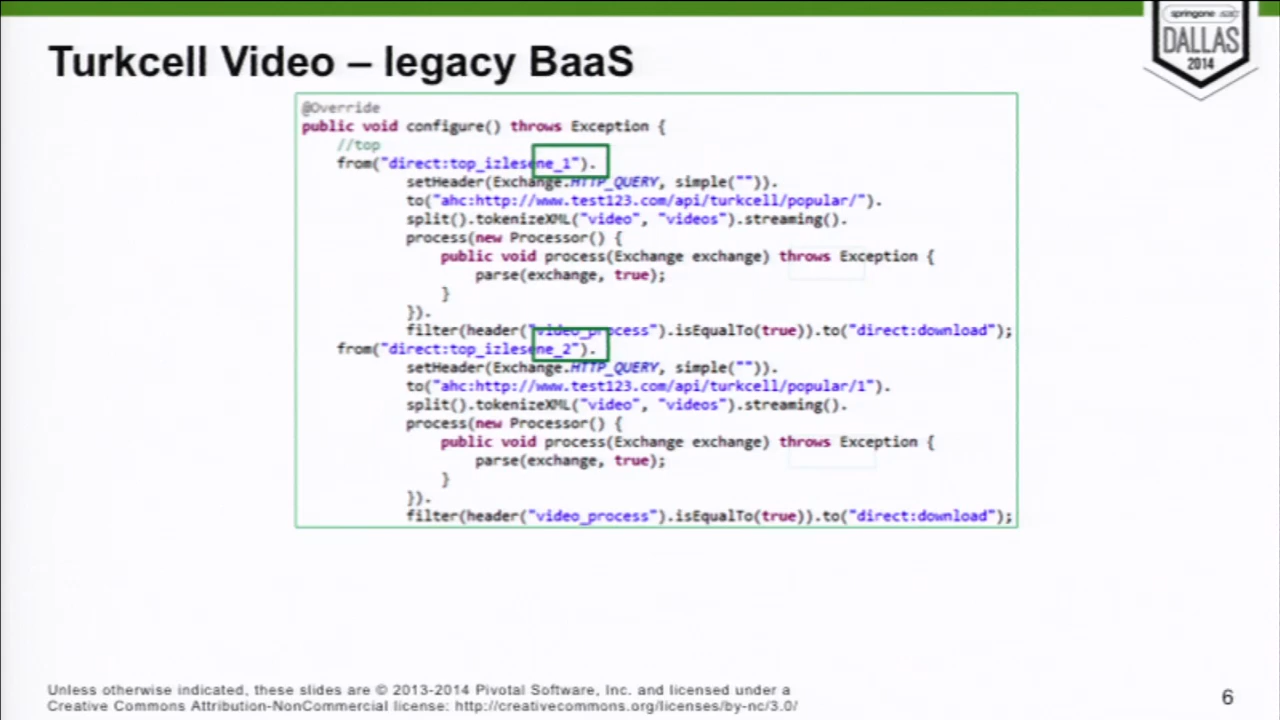 Turkcell Video – legacy BaaS
springone 2GX
DALLAS
2014
@Override
public void configure() throws Exception {
//top
from("direct:top_izlesene_1").
setHeader(Exchange.HTTP_QUERY, simple("")).
to("ahc:http://www.test123.com/api/turkcell/popular/").
split().tokenizeXML("video", "videos").streaming().
process(new Processor() {
public void process(Exchange exchange) throws Exception {
parse(exchange, true);
}
}).
filter(header("video_process").isEqualTo(true)).to("direct:download");
from("direct:top_izlesene_2").
setHeader(Exchange.HTTP_QUERY, simple("")).
to("ahc:http://www.test123.com/api/turkcell/popular/1").
split().tokenizeXML("video", "videos").streaming().
process(new Processor() {
public void process(Exchange exchange) throws Exception {
parse(exchange, true);
}
}).
filter(header("video_process").isEqualTo(true)).to("direct:download");
Unless otherwise indicated, these slides are © 2013-2014 Pivotal Software, Inc. and licensed under a
Creative Commons Attribution-NonCommercial license: http://creativecommons.org/licenses/by-nc/3.0/
6